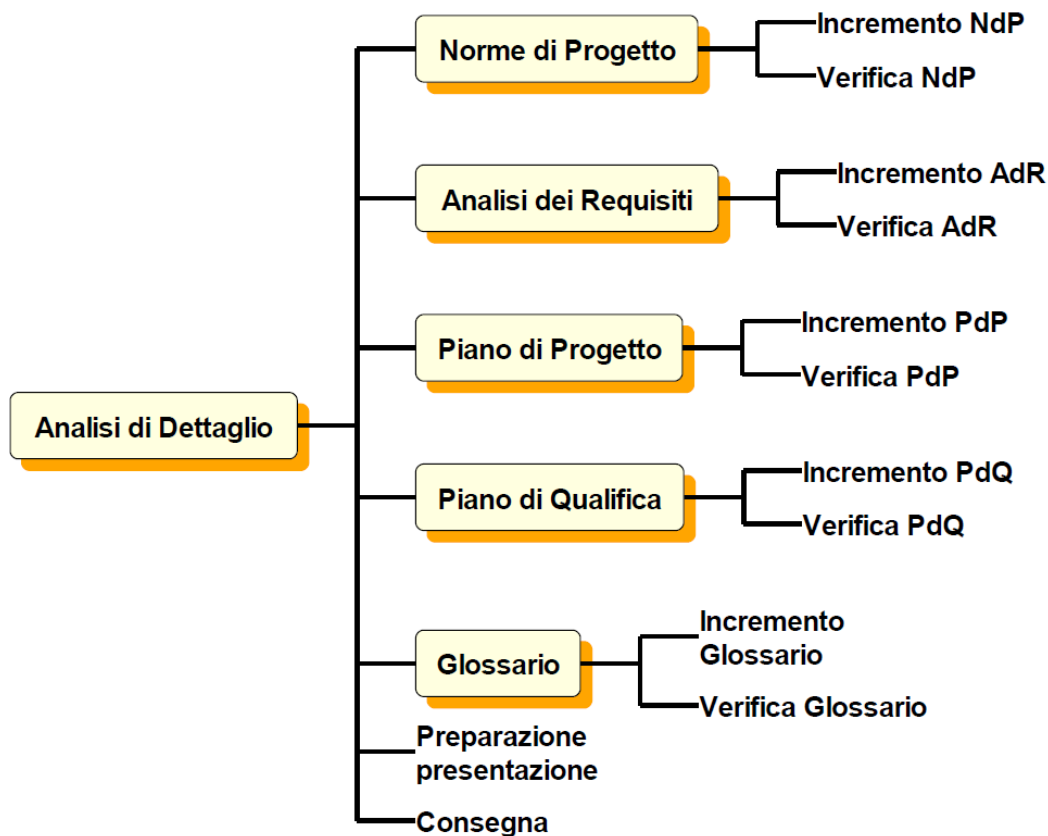 Analisi di Dettaglio
Norme di Progetto
Incremento NdP
Verifica NdP
Analisi dei Requisiti
Incremento AdR
Verifica AdR
Piano di Progetto
Incremento PdP
Verifica PdP
Piano di Qualifica
Incremento PdQ
Verifica PdQ
Glossario
Incremento
Glossario
Verifica Glossario
Preparazione
presentazione
Consegna